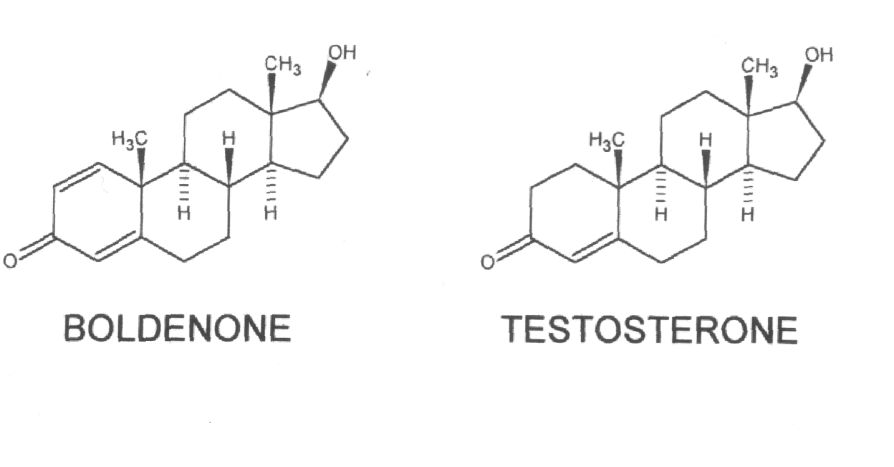 OH
CH3
H3C
H
H
H
O
BOLDENONE
OH
CH3
H3C
H
H
H
O
TESTOSTERONE